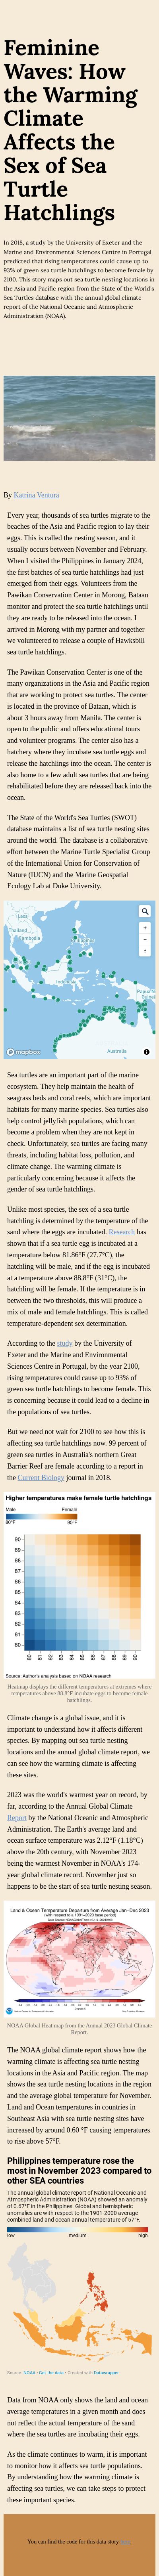 Feminine
Waves: How
the Warming
Climate
Affects the
Sex of Sea
Turtle
Hatchlings
In 2018, a study by the University of Exeter and the
Marine and Environmental Sciences Centre in Portugal
predicted that rising temperatures could cause up to
93% of green sea turtle hatchlings to become female by
2100. This story maps out sea turtle nesting locations in
the Asia and Pacific region from the State of the World's
Sea Turtles database with the annual global climate
report of the National Oceanic and Atmospheric
Administration (NOAA).
By Katrina Ventura
Every year, thousands of sea turtles migrate to the
beaches of the Asia and Pacific region to lay their
eggs. This is called the nesting season, and it
usually occurs between November and February.
When I visited the Philippines in January 2024,
the first batches of sea turtle hatchlings had just
emerged from their eggs. Volunteers from the
Pawikan Conservation Center in Morong, Bataan
monitor and protect the sea turtle hatchlings until
they are ready to be released into the ocean. I
arrived in Morong with my partner and together
we volunteered to release a couple of Hawksbill
sea turtle hatchlings.
The Pawikan Conservation Center is one of the
many organizations in the Asia and Pacific region
that are working to protect sea turtles. The center
is located in the province of Bataan, which is
about 3 hours away from Manila. The center is
open to the public and offers educational tours
and volunteer programs. The center also has a
hatchery where they incubate sea turtle eggs and
release the hatchlings into the ocean. The center is
also home to a few adult sea turtles that are being
rehabilitated before they are released back into the
ocean.
The State of the World's Sea Turtles (SWOT)
database maintains a list of sea turtle nesting sites
around the world. The database is a collaborative
effort between the Marine Turtle Specialist Group
of the International Union for Conservation of
Nature (IUCN) and the Marine Geospatial
Ecology Lab at Duke University.
Laos
Thailand
Cambodia
Australia
mapbox
Sea turtles are an important part of the marine
ecosystem. They help maintain the health of
seagrass beds and coral reefs, which are important
habitats for many marine species. Sea turtles also
help control jellyfish populations, which can
become a problem when they are not kept in
check. Unfortunately, sea turtles are facing many
threats, including habitat loss, pollution, and
climate change. The warming climate is
particularly concerning because it affects the
gender of sea turtle hatchlings.
Unlike most species, the sex of a sea turtle
hatchling is determined by the temperature of the
sand where the eggs are incubated. Research has
shown that if a sea turtle egg is incubated at a
temperature below 81.86°F (27.7°C), the
hatchling will be male, and if the egg is incubated
at a temperature above 88.8°F (31°C), the
hatchling will be female. If the temperature is in
between the two thresholds, this will produce a
mix of male and female hatchlings. This is called
temperature-dependent sex determination.
According to the study by the University of
Exeter and the Marine and Environmental
Sciences Centre in Portugal, by the year 2100,
rising temperatures could cause up to 93% of
green sea turtle hatchlings to become female. This
is concerning because it could lead to a decline in
the populations of sea turtles.
But we need not wait for 2100 to see how this is
affecting sea turtle hatchlings now. 99 percent of
green sea turtles in Australia's northern Great
Barrier Reef are female according to a report in
the Current Biology journal in 2018.
Higher temperatures make female turtle hatchlings
Male Female
80°F 90°F
90
89
88
87
86
85
84
83
82
81
80
80 81 82 83 84 85 86 87 88 89 90
Source: Author's analysis based on NOAA research
Heatmap displays the different temperatures at extremes where
temperatures above 88.8°F incubate eggs to become female
hatchlings.
Climate change is a global issue, and it is
important to understand how it affects different
species. By mapping out the sea turtle nesting
locations and the annual global climate report, we
can see how the warming climate is affecting
these sites.
2023 was the world's warmest year on record, by
far, according to the Annual Global Climate
Report by the National Oceanic and Atmospheric
Administration. The Earth's average land and
ocean surface temperature was 2.12°F (1.18°C)
above the 20th century, with November 2023
being the warmest November in NOAA's 174-
year global climate record. November just so
happens to be the start of sea turtle nesting season.
Land & Ocean Temperature Departure from Average Jan–Dec 2023
(with respect to a 1991–2020 base period)
NOAA Global Heat map from the Annual 2023 Global Climate
Report.
The NOAA global climate report shows how the
warming climate is affecting sea turtle nesting
locations in the Asia and Pacific region. The map
shows the sea turtle nesting locations in the region
and the average global temperature for November.
Land and Ocean temperatures in countries in
Southeast Asia with sea turtle nesting sites have
increased by around 0.60 °F causing temperatures
to rise above 57°F.
Philippines temperature rose the
most in November 2023 compared to
other SEA countries
The annual global climate report of National Oceanic and
Atmospheric Administration (NOAA) showed an anomaly
of 0.67°F in the Philippines. Global and hemispheric
anomalies are with respect to the 1901-2000 average
combined land and ocean annual temperature of 57°F.
low medium high
Source: NOAA • Get the data • Created with Datawrapper
Data from NOAA only shows the land and ocean
average temperatures in a given month and does
not reflect the actual temperature of the sand
where the sea turtles are incubating their eggs.
As the climate continues to warm, it is important
to monitor how it affects sea turtle populations.
By understanding how the warming climate is
affecting sea turtles, we can take steps to protect
these important species.
You can find the code for this data story here.